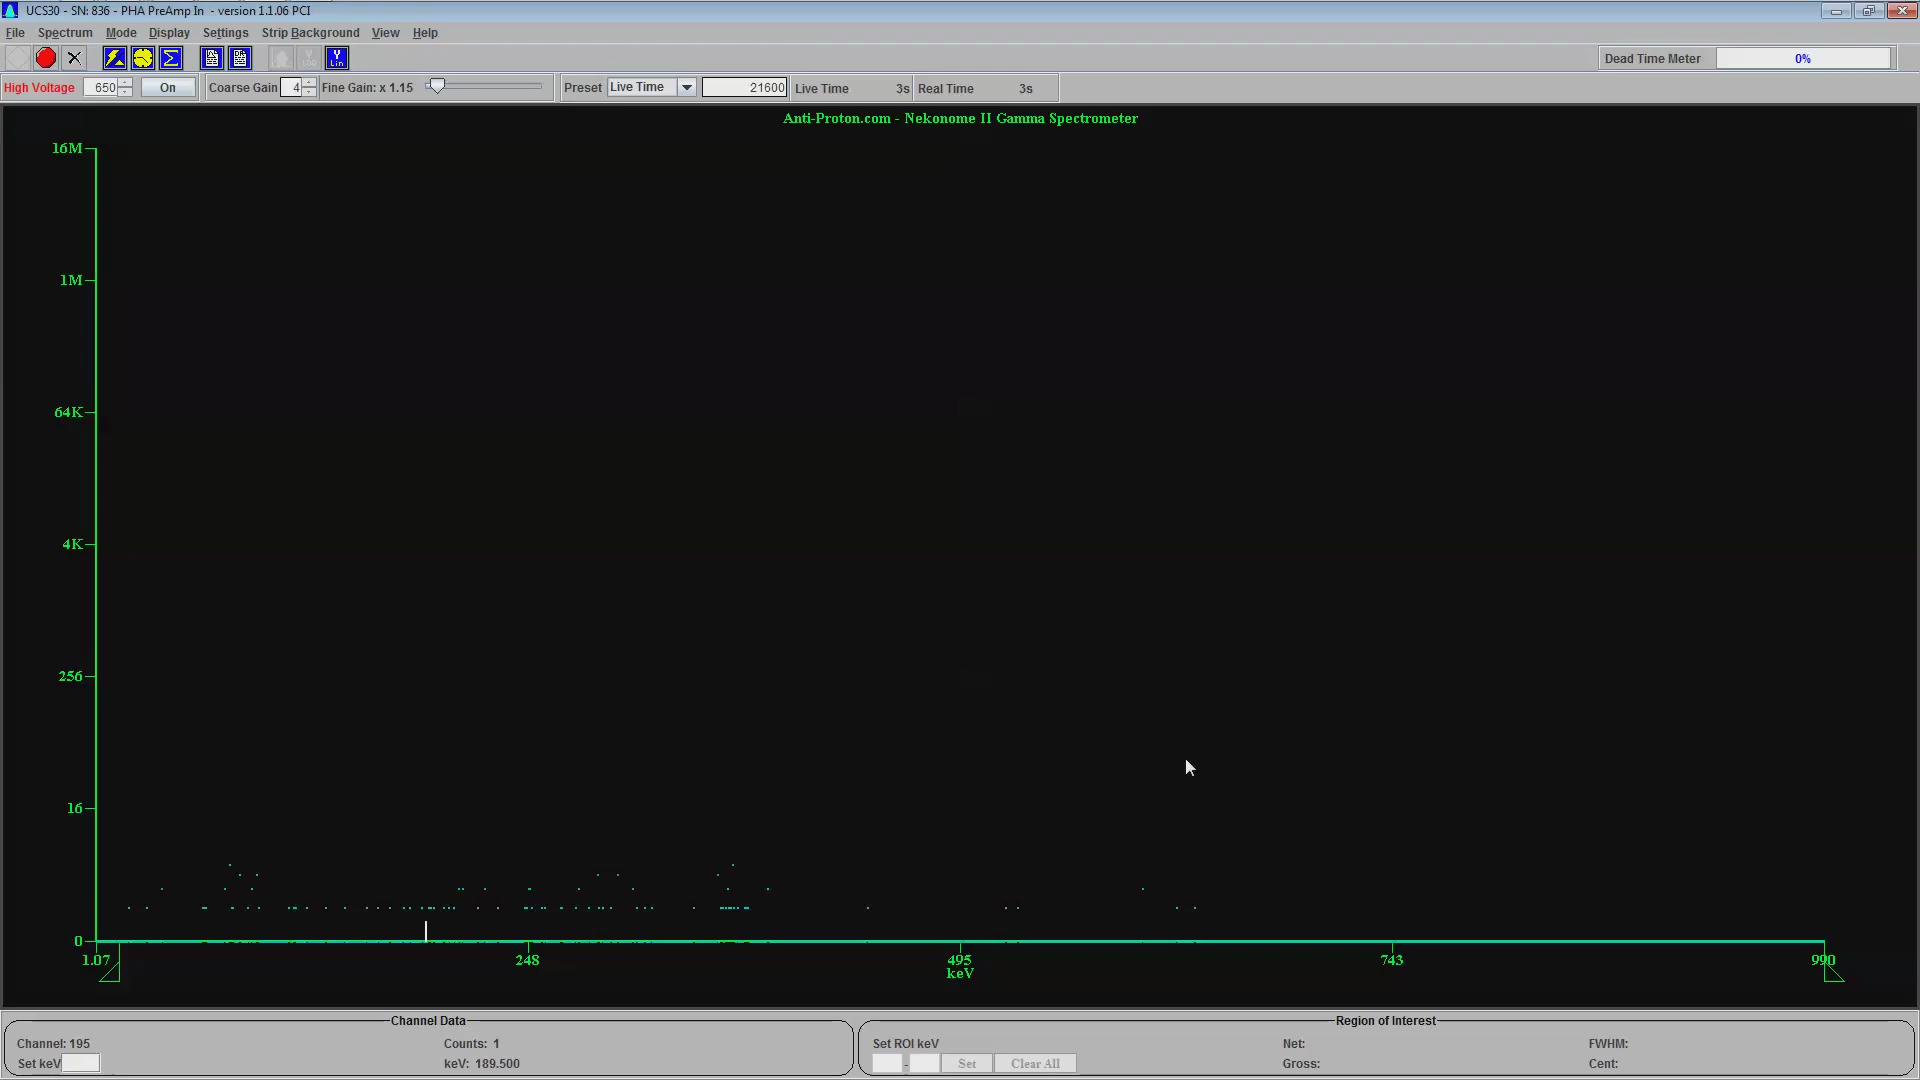 UCS30 - SN: 836 - PHA PreAmp In - version 1.1.06 PCI
File Spectrum Mode Display Settings Strip Background View Help
Y Lin
Dead Time Meter 0%
High Voltage 650 On Coarse Gain 4 Fine Gain: x 1.15 Preset Live Time 21600 Live Time 3s Real Time 3s
Anti-Proton.com - Nekonome II Gamma Spectrometer
16M
1M
64K
4K
256
16
0
1.07 248 495 743 990
keV
Channel Data
Channel: 195 Counts: 1
Set keV keV: 189.500
Region of Interest
Set ROI keV Net: FWHM:
- Set Clear All Gross: Cent: